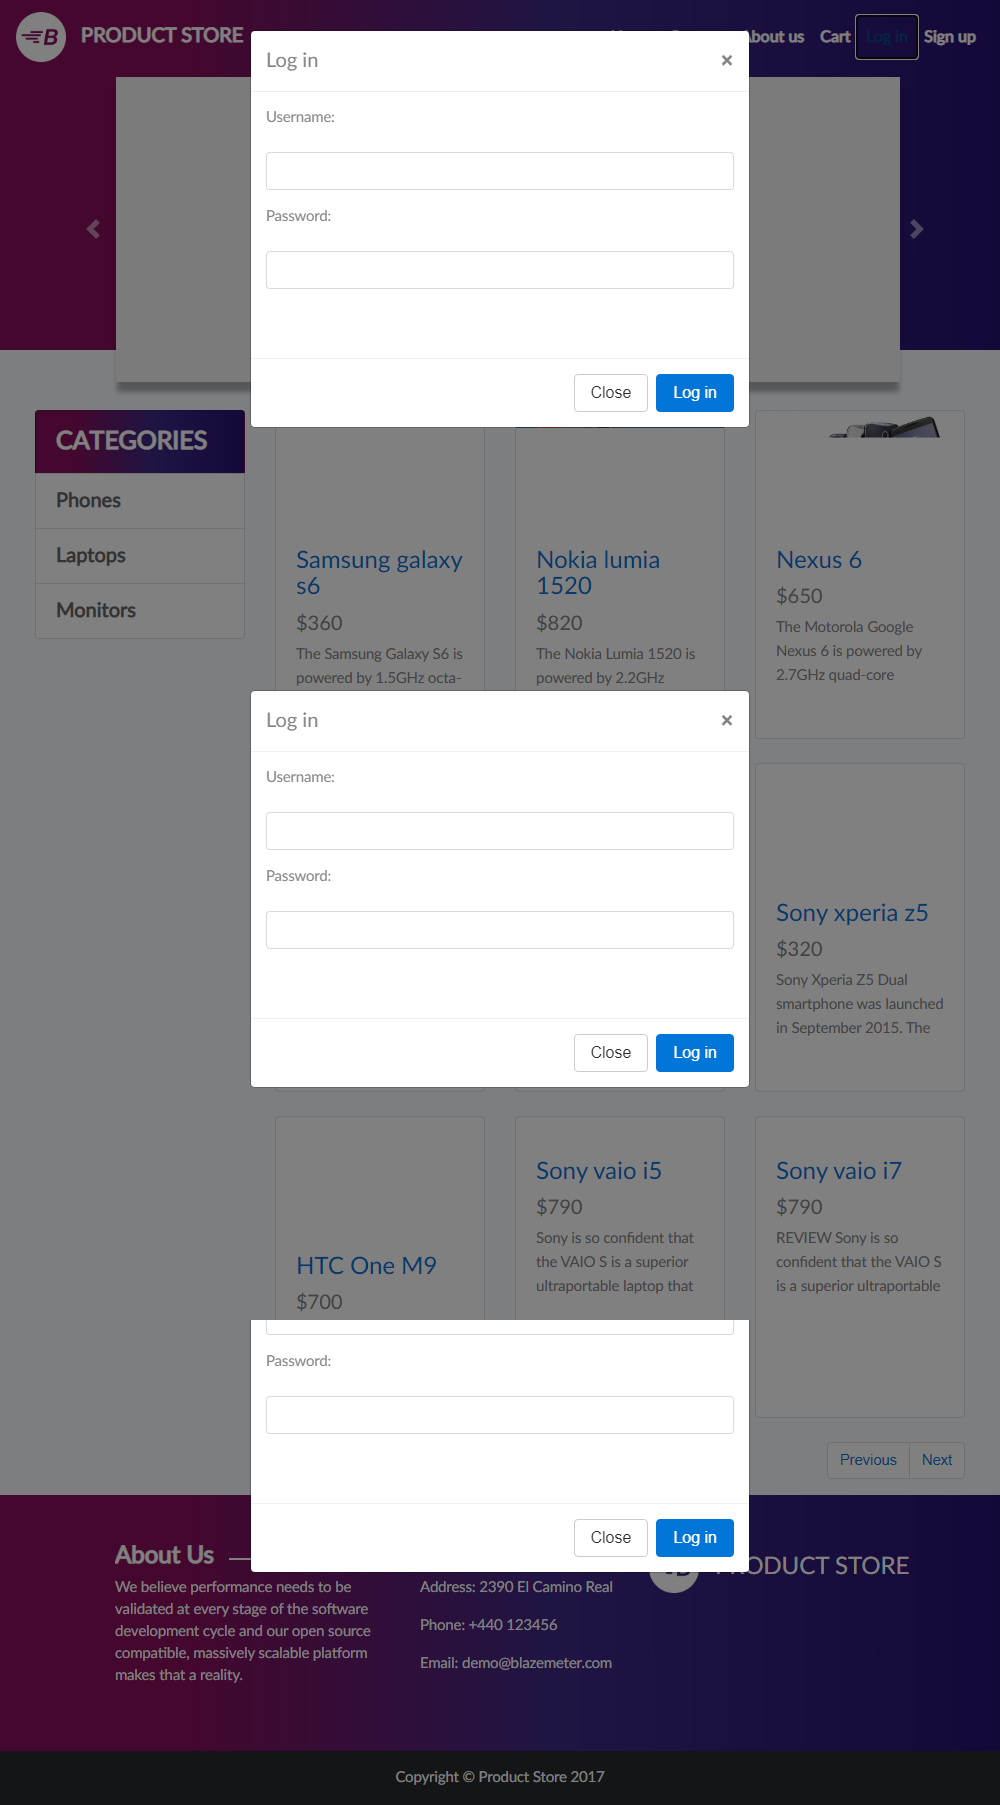 PRODUCT STORE
About us Cart Log in Sign up
Log in ×
Username:
Password:
Close Log in
CATEGORIES
Phones
Laptops
Monitors
Samsung galaxy
s6
$360
The Samsung Galaxy S6 is
powered by 1.5GHz octa-
Nokia lumia
1520
$820
The Nokia Lumia 1520 is
powered by 2.2GHz
Nexus 6
$650
The Motorola Google
Nexus 6 is powered by
2.7GHz quad-core
Log in ×
Username:
Password:
Close Log in
Sony xperia z5
$320
Sony Xperia Z5 Dual
smartphone was launched
in September 2015. The
HTC One M9
$700
Sony vaio i5
$790
Sony is so confident that
the VAIO S is a superior
ultraportable laptop that
Sony vaio i7
$790
REVIEW Sony is so
confident that the VAIO S
is a superior ultraportable
Password:
Close Log in
Previous Next
About Us
We believe performance needs to be
validated at every stage of the software
development cycle and our open source
compatible, massively scalable platform
makes that a reality.
Address: 2390 El Camino Real
Phone: +440 123456
Email: demo@blazemeter.com
PRODUCT STORE
Copyright © Product Store 2017